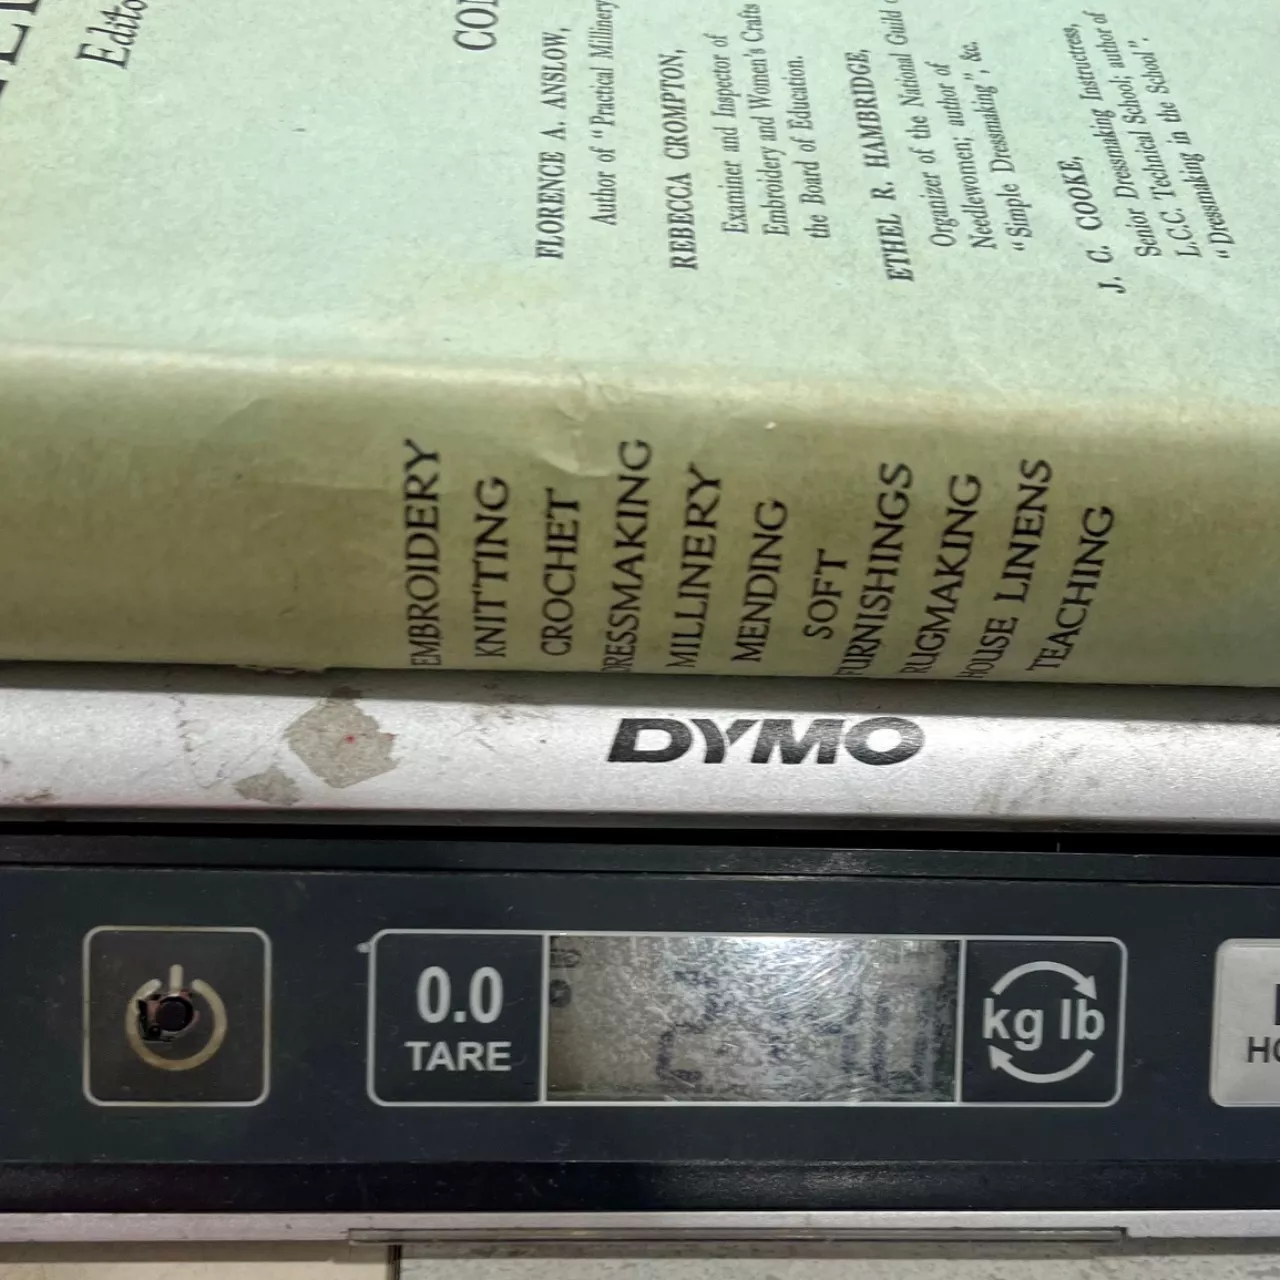 Edito
FLORENCE A. ANSLOW,
Author of "Practical Millinery
REBECCA CROMPTON,
Examiner and Inspector of
Embroidery and Women's Crafts
the Board of Education.
ETHEL R. HAMBRIDGE,
Organizer of the National Guild
Needlewomen; author of
"Simple Dressmaking", &c.
J. C. COOKE,
Senior Dressmaking Instructress,
L.C.C. Technical School; author of
"Dressmaking in the School".
EMBROIDERY
KNITTING
CROCHET
DRESSMAKING
MILLINERY
MENDING
SOFT
FURNISHINGS
RUGMAKING
HOUSE LINENS
TEACHING
DYMO
0.0
TARE
kg lb